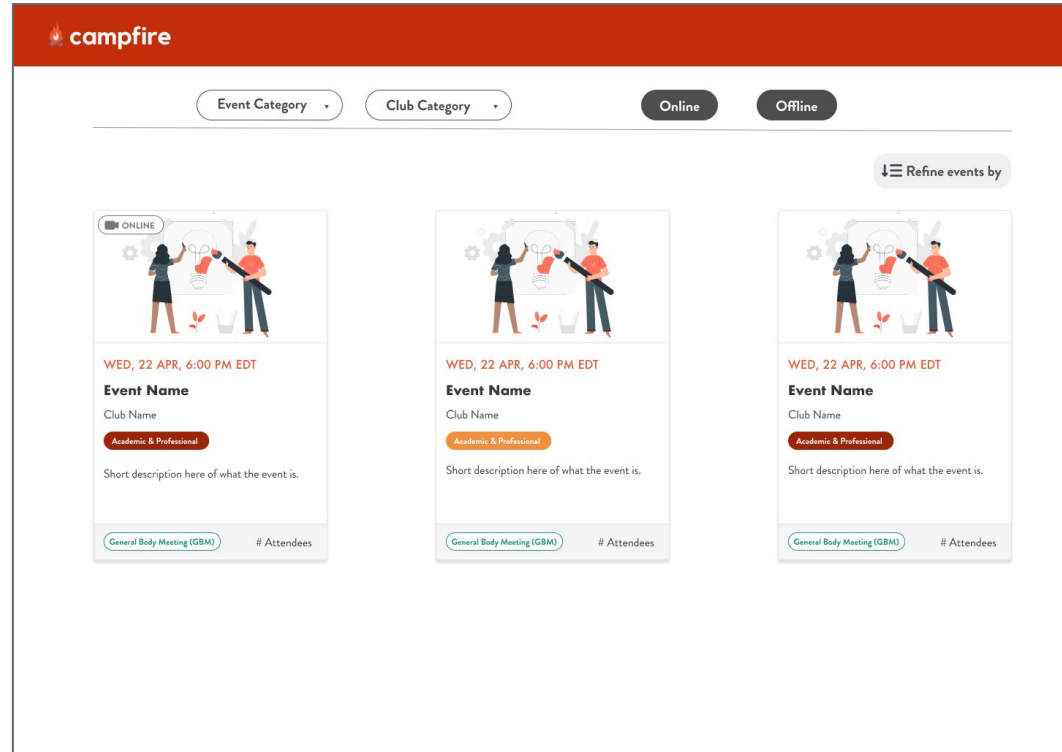 campfire
Event Category
Club Category
Online
Offline
Refine events by
ONLINE
WED, 22 APR, 6:00 PM EDT
Event Name
Club Name
Academic & Professional
Short description here of what the event is.
General Body Meeting (GBM)
# Attendees
WED, 22 APR, 6:00 PM EDT
Event Name
Club Name
Academic & Professional
Short description here of what the event is.
General Body Meeting (GBM)
# Attendees
WED, 22 APR, 6:00 PM EDT
Event Name
Club Name
Academic & Professional
Short description here of what the event is.
General Body Meeting (GBM)
# Attendees